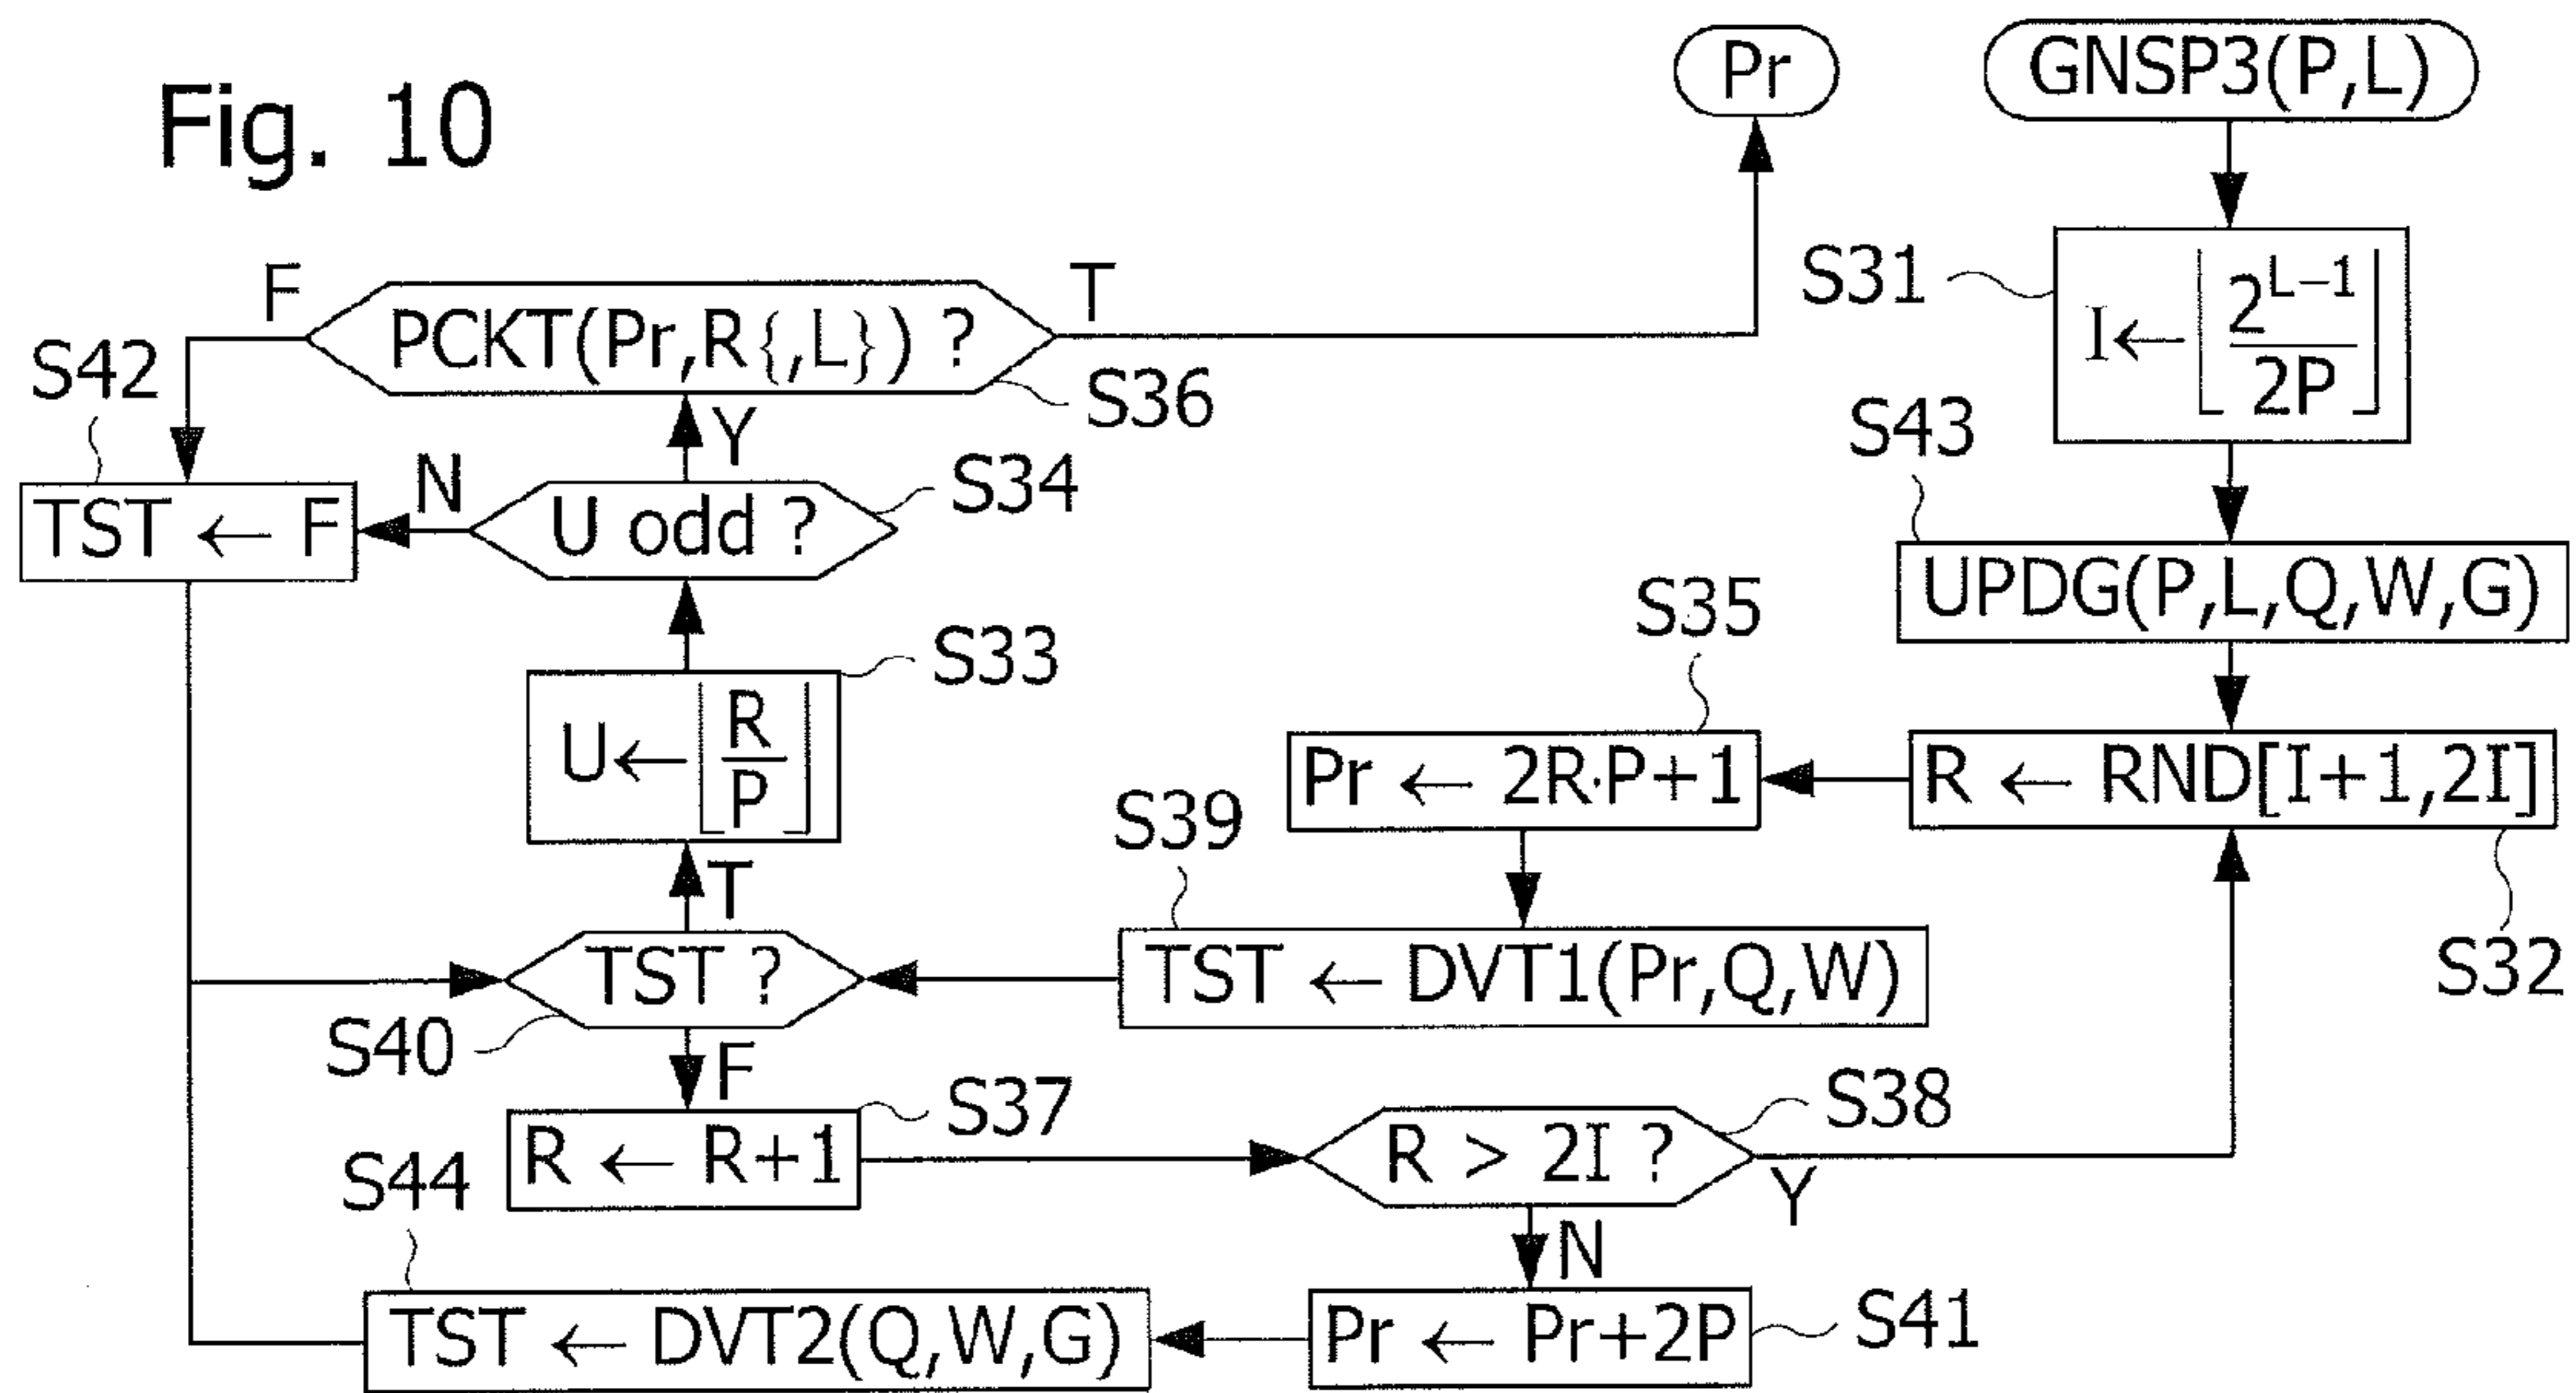 Fig. 10
Pr
GNSP3(P,L)
S31
I ← ⌊2^(L-1) / 2P⌋
F
PCKT(Pr,R{,L}) ?
T
S36
S42
S43
UPDG(P,L,Q,W,G)
Y
TST ← F
N
U odd ?
S34
S35
S33
U ← ⌊R / P⌋
Pr ← 2R·P+1
R ← RND[I+1,2I]
S32
S39
T
TST ?
S40
TST ← DVT1(Pr,Q,W)
F
S37
R ← R+1
S38
R > 2I ?
Y
N
S44
TST ← DVT2(Q,W,G)
Pr ← Pr+2P
S41